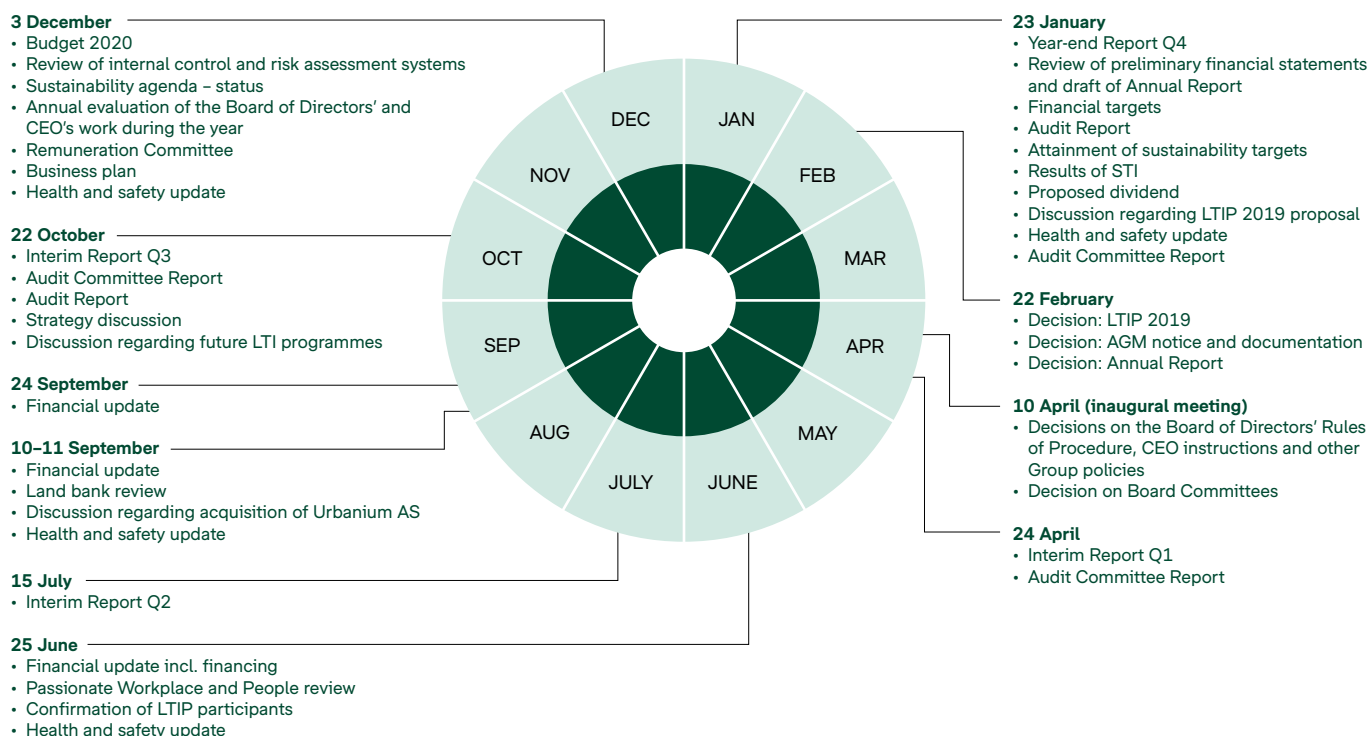 3 December
• Budget 2020
• Review of internal control and risk assessment systems
• Sustainability agenda – status
• Annual evaluation of the Board of Directors’ and
CEO’s work during the year
• Remuneration Committee
• Business plan
• Health and safety update
22 October
• Interim Report Q3
• Audit Committee Report
• Audit Report
• Strategy discussion
• Discussion regarding future LTI programmes
24 September
• Financial update
10–11 September
• Financial update
• Land bank review
• Discussion regarding acquisition of Urbanium AS
• Health and safety update
15 July
• Interim Report Q2
25 June
• Financial update incl. financing
• Passionate Workplace and People review
• Confirmation of LTIP participants
• Health and safety update
JAN
FEB
MAR
APR
MAY
JUNE
JULY
AUG
SEP
OCT
NOV
DEC
23 January
• Year-end Report Q4
• Review of preliminary financial statements
and draft of Annual Report
• Financial targets
• Audit Report
• Attainment of sustainability targets
• Results of STI
• Proposed dividend
• Discussion regarding LTIP 2019 proposal
• Health and safety update
• Audit Committee Report
22 February
• Decision: LTIP 2019
• Decision: AGM notice and documentation
• Decision: Annual Report
10 April (inaugural meeting)
• Decisions on the Board of Directors’ Rules
of Procedure, CEO instructions and other
Group policies
• Decision on Board Committees
24 April
• Interim Report Q1
• Audit Committee Report